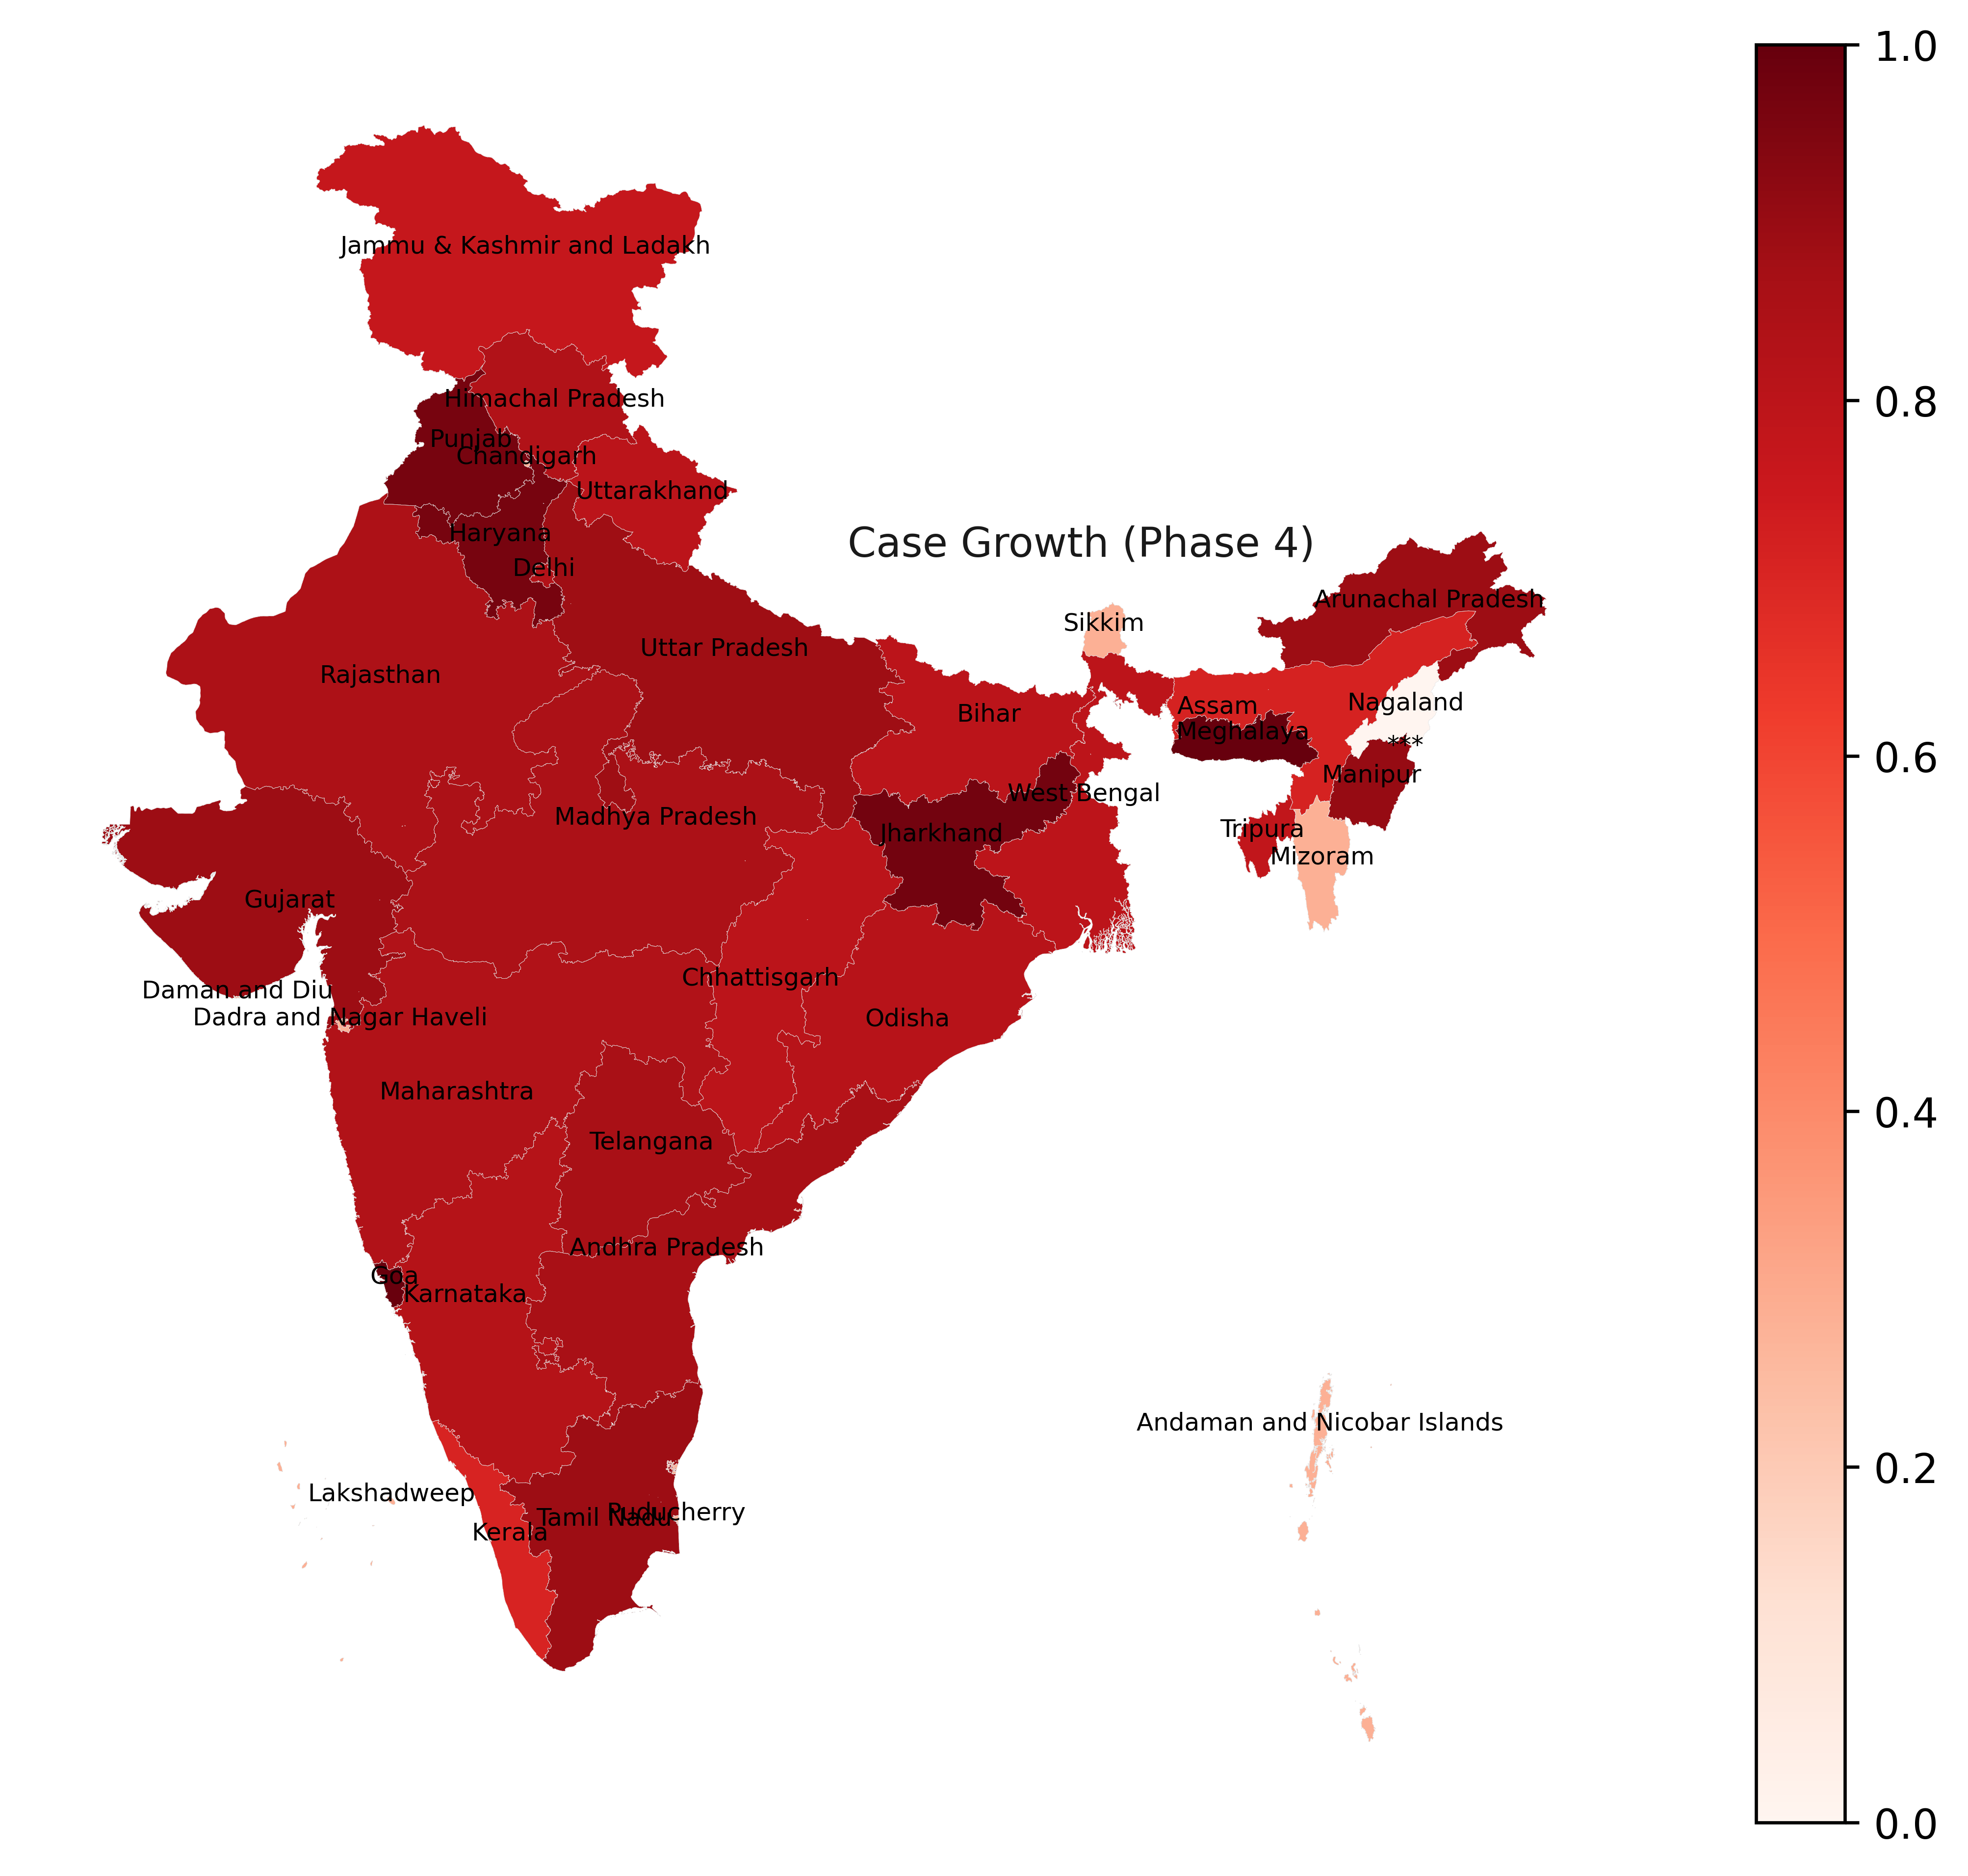 1.0
Jammu & Kashmir and Ladakh
Himachal Pradesh
0.8
Punjab
Chandigarh
Uttarakhand
Haryana
Case Growth (Phase 4)
Delhi
Arunachal Pradesh
Sikkim
Uttar Pradesh
Rajasthan
Nagaland
Assam
Bihar
Meghalaya
***
0.6
Manipur
West Bengal
Madhya Pradesh
Tripura
Jharkhand
Mizoram
Gujarat
Chhattisgarh
Daman and Diu
Dadra and Nagar Haveli
Odisha
Maharashtra
0.4
Telangana
Andhra Pradesh
Goa
Karnataka
Andaman and Nicobar Islands
0.2
Lakshadweep
Puducherry
Tamil Nadu
Kerala
0.0